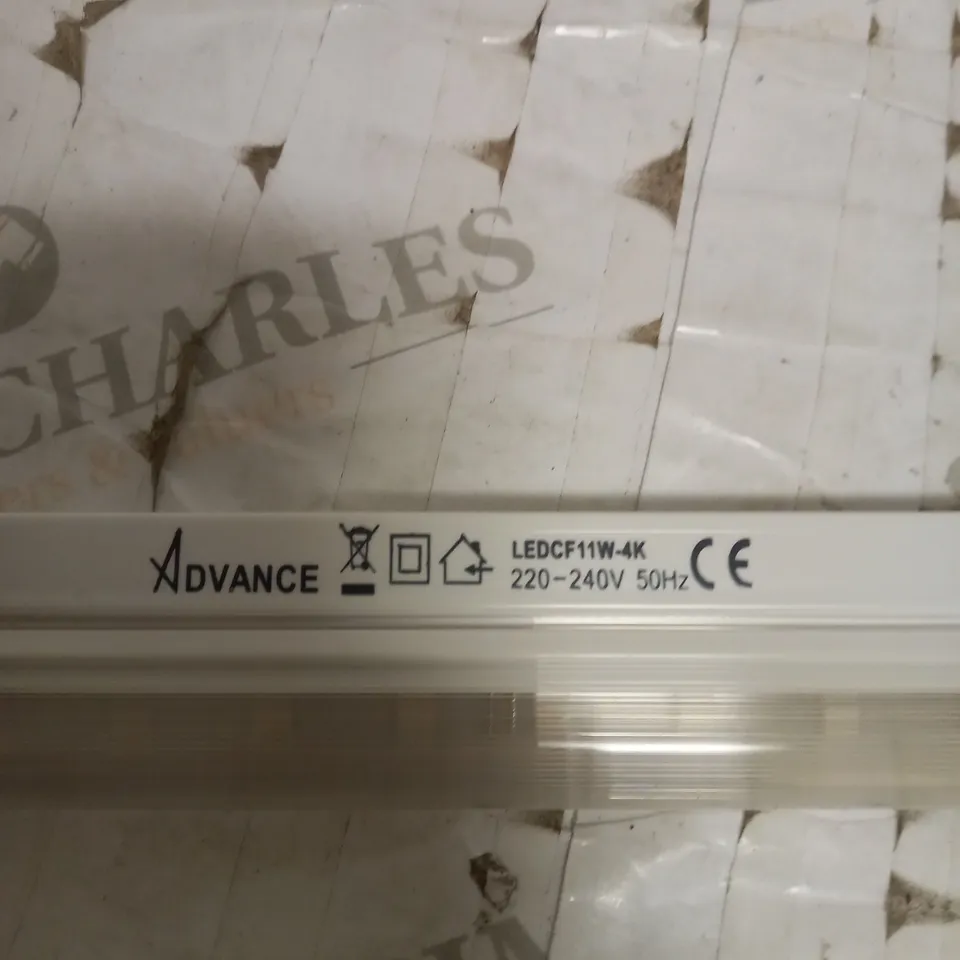 CHARLES
ADVANCE
LEDCF11W-4K
220-240V 50Hz
CE